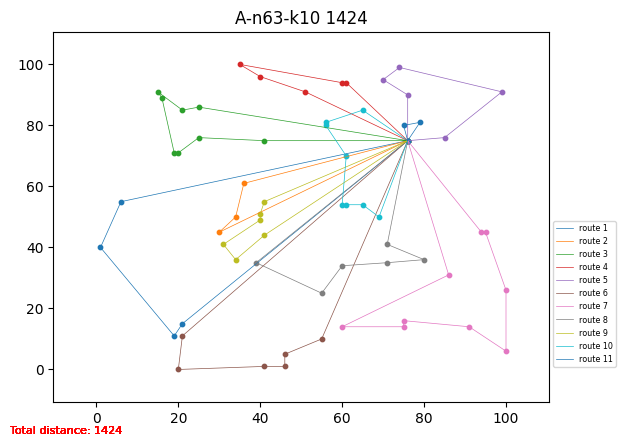 A-n63-k10 1424
100
80
60
40
20
0
0 20 40 60 80 100
route 1
route 2
route 3
route 4
route 5
route 6
route 7
route 8
route 9
route 10
route 11
Total distance: 1424